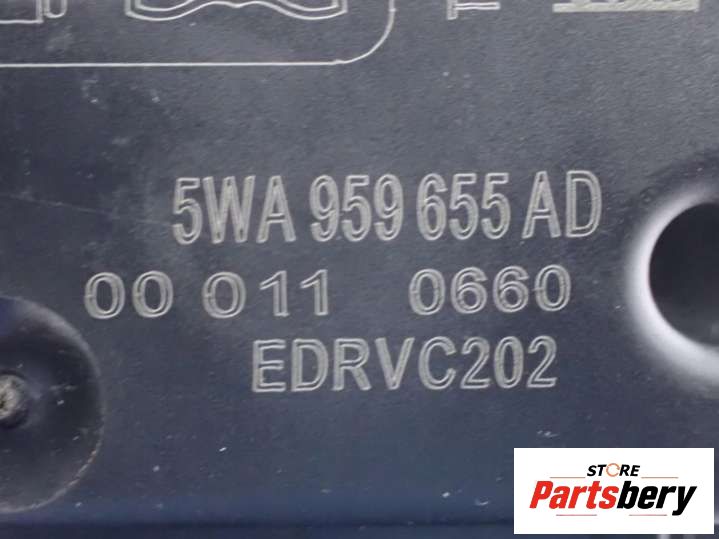 5WA 959 655 AD
00 011 0660
EDRVC202
STORE
Partsbery